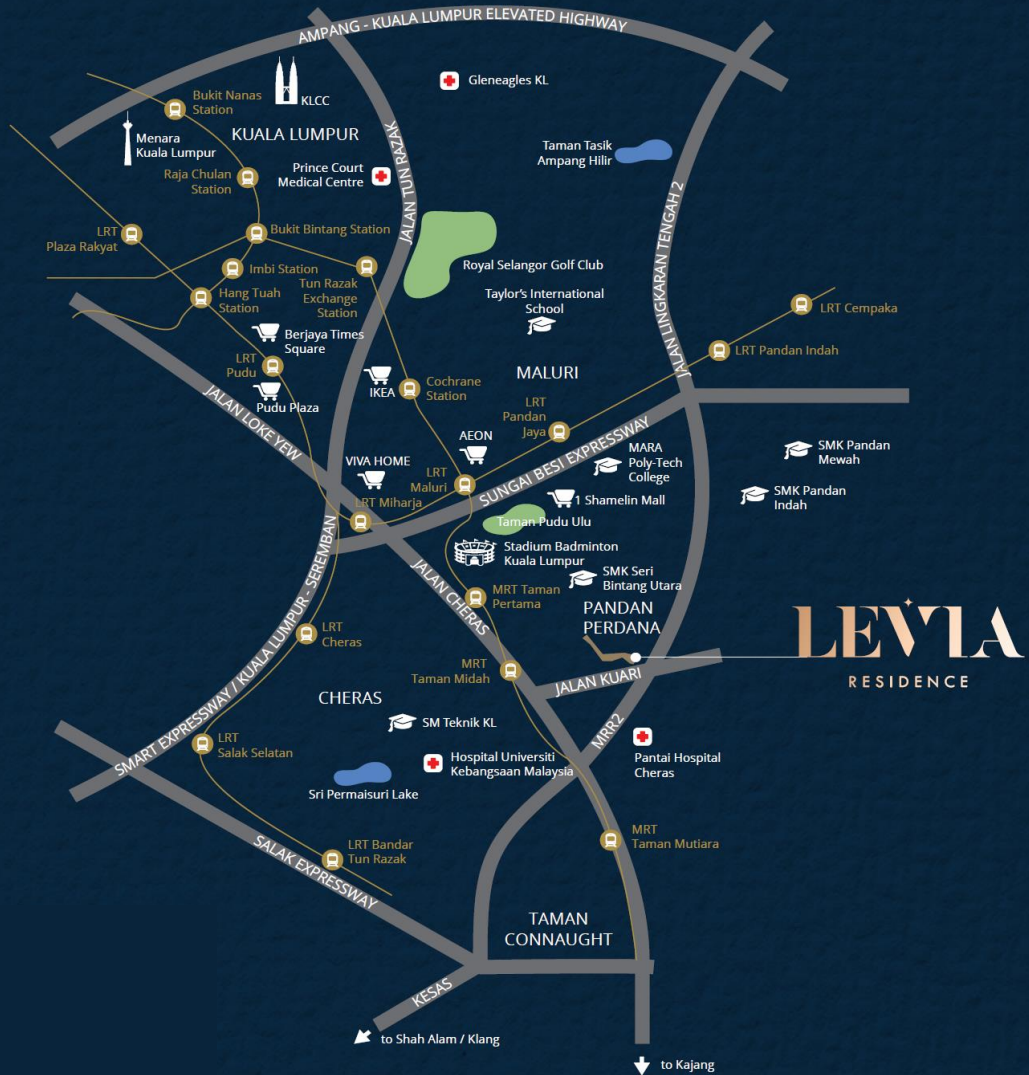 AMPANG - KUALA LUMPUR ELEVATED HIGHWAY
Gleneagles KL
KLCC
Bukit Nanas
Station
KUALA LUMPUR
Menara
Kuala Lumpur
JALAN TUN RAZAK
Taman Tasik
Ampang Hilir
Prince Court
Medical Centre
Raja Chulan
Station
LRT
Plaza Rakyat
Bukit Bintang Station
Imbi Station
Tun Razak
Exchange
Station
Hang Tuah
Station
Royal Selangor Golf Club
Taylor's International
School
JALAN LINGKARAN TENGAH 2
LRT Cempaka
LRT Pandan Indah
Berjaya Times
Square
LRT
Pudu
Pudu Plaza
IKEA
Cochrane
Station
MALURI
LRT
Pandan
Jaya
JALAN LOKE YEW
AEON
VIVA HOME
LRT
Maluri
SUNGAI BESI EXPRESSWAY
MARA
Poly-Tech
College
SMK Pandan
Mewah
SMK Pandan
Indah
1 Shamelin Mall
LRT Miharja
Taman Pudu Ulu
Stadium Badminton
Kuala Lumpur
SMK Seri
Bintang Utara
JALAN CHERAS
MRT Taman
Pertama
PANDAN
PERDANA
LEVIA
RESIDENCE
SMART EXPRESSWAY / KUALA LUMPUR - SEREMBAN
LRT
Cheras
MRT
Taman Midah
JALAN KUARI
CHERAS
SM Teknik KL
MRR2
LRT
Salak Selatan
Hospital Universiti
Kebangsaan Malaysia
Pantai Hospital
Cheras
Sri Permaisuri Lake
LRT Bandar
Tun Razak
MRT
Taman Mutiara
SALAK EXPRESSWAY
TAMAN
CONNAUGHT
KESAS
to Shah Alam / Klang
to Kajang